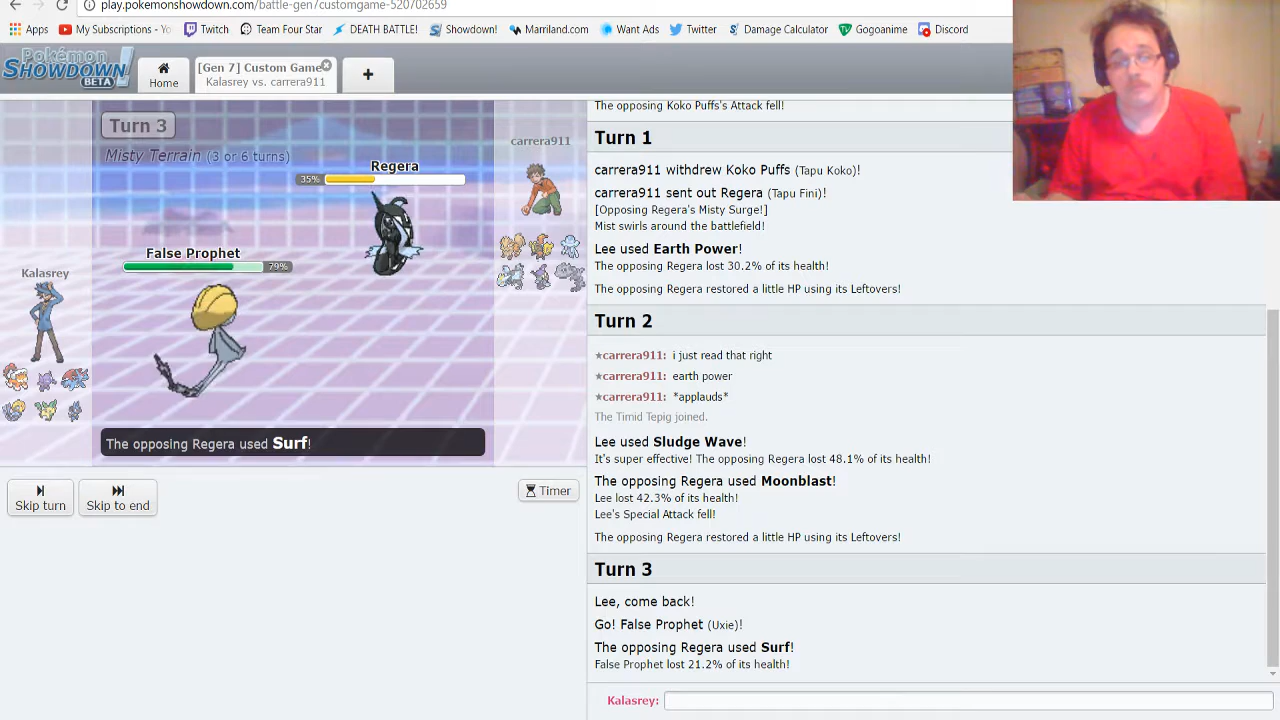 play.pokemonshowdown.com/battle-gen7customgame-520702659
Apps My Subscriptions - Yo Twitch Team Four Star DEATH BATTLE! Showdown! Marriland.com Want Ads Twitter Damage Calculator Gogoanime Discord
Pokémon
SHOWDOWN!
BETA
Home
[Gen 7] Custom Game
Kalasrey vs. carrera911
+
Turn 3
Misty Terrain (3 or 6 turns)
Regera
35%
False Prophet
79%
The opposing Regera used Surf!
Kalasrey
carrera911
Skip turn
Skip to end
Timer
The opposing Koko Puffs's Attack fell!
Turn 1
carrera911 withdrew Koko Puffs (Tapu Koko)!
carrera911 sent out Regera (Tapu Fini)!
[Opposing Regera's Misty Surge!]
Mist swirls around the battlefield!
Lee used Earth Power!
The opposing Regera lost 30.2% of its health!
The opposing Regera restored a little HP using its Leftovers!
Turn 2
★carrera911: i just read that right
★carrera911: earth power
★carrera911: *applauds*
The Timid Tepig joined.
Lee used Sludge Wave!
It's super effective! The opposing Regera lost 48.1% of its health!
The opposing Regera used Moonblast!
Lee lost 42.3% of its health!
Lee's Special Attack fell!
The opposing Regera restored a little HP using its Leftovers!
Turn 3
Lee, come back!
Go! False Prophet (Uxie)!
The opposing Regera used Surf!
False Prophet lost 21.2% of its health!
Kalasrey: